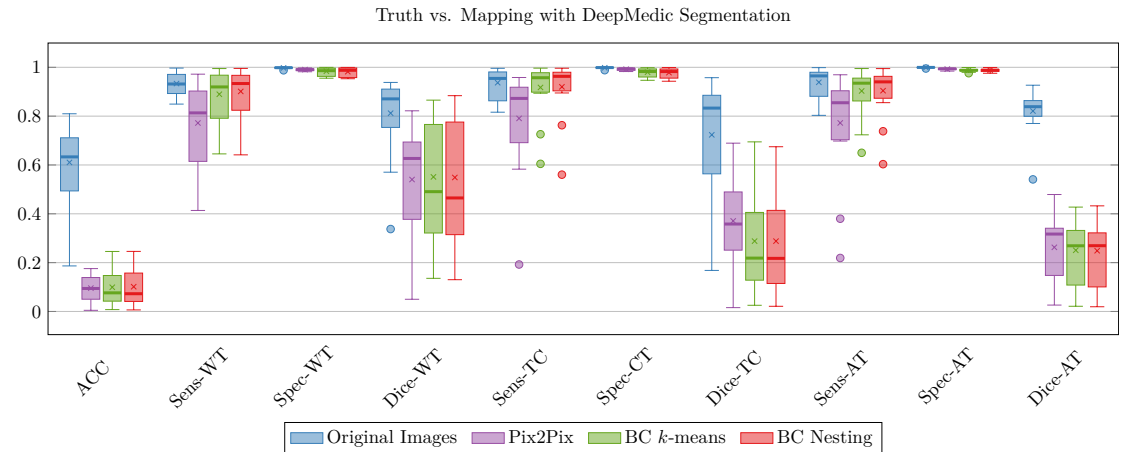 Truth vs. Mapping with DeepMedic Segmentation
1
0.8
0.6
0.4
0.2
0
ACC
Sens-WT
Spec-WT
Dice-WT
Sens-TC
Spec-CT
Dice-TC
Sens-AT
Spec-AT
Dice-AT
Original Images Pix2Pix BC k-means BC Nesting